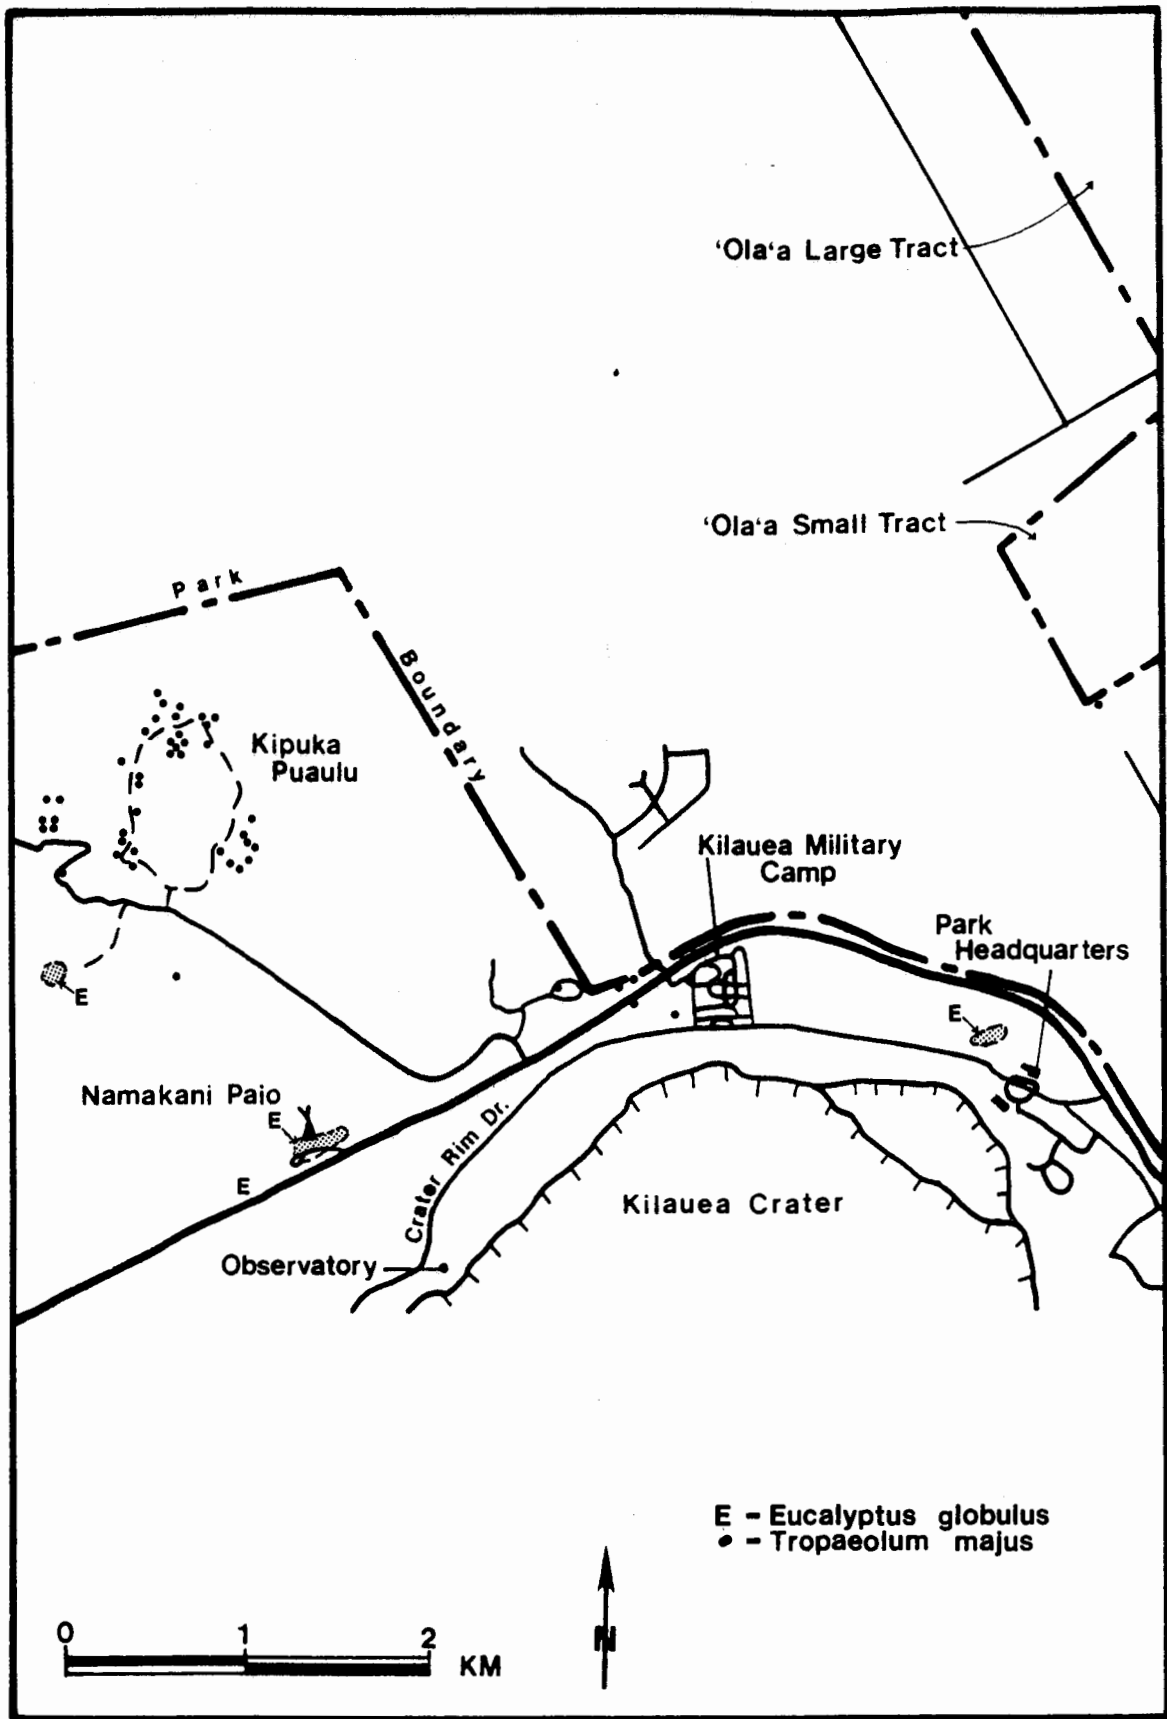 ‘Ola‘a Large Tract
‘Ola‘a Small Tract
Park
Boundary
Kipuka
Puaulu
Kilauea Military
Camp
Park
Headquarters
E
E
Namakani Paio
E
E
Crater Rim Dr.
Kilauea Crater
Observatory
E - Eucalyptus globulus
• - Tropaeolum majus
0 1 2
KM
N